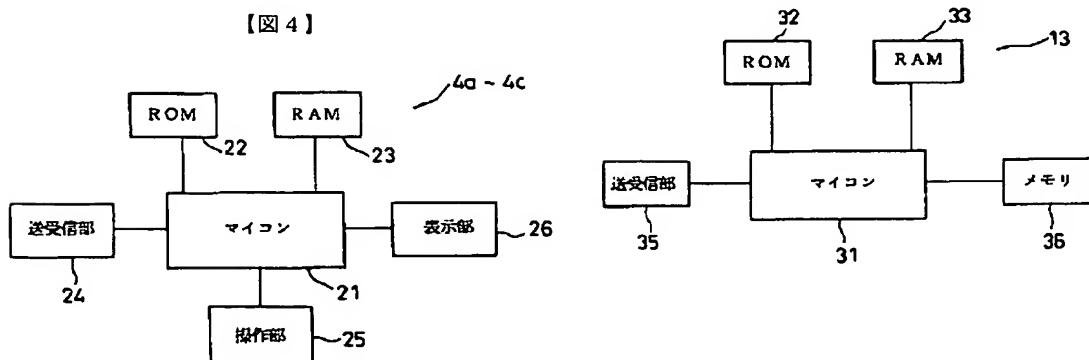 【図4】
4a~4c
ROM
22
RAM
23
送受信部
24
マイコン
21
表示部
26
操作部
25
32
ROM
33
RAM
13
送受信部
35
マイコン
31
メモリ
36